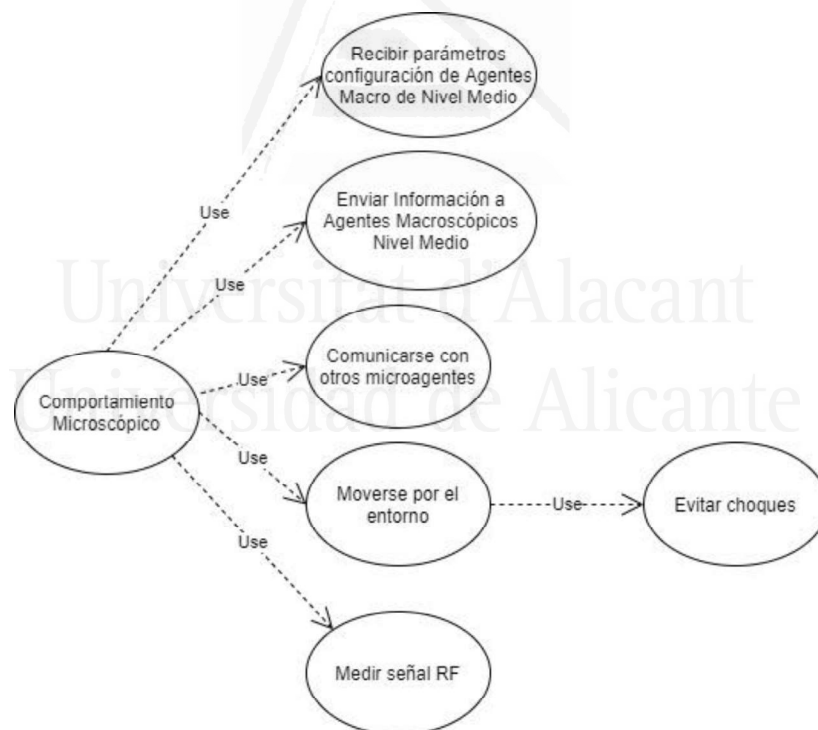 Recibir parámetros
configuración de Agentes
Macro de Nivel Medio
Use
Enviar Información a
Agentes Macroscópicos
Nivel Medio
Use
Universitat d'Alacant
Universidad de Alicante
Comportamiento
Microscópico
Use
Comunicarse con
otros microagentes
Use
Moverse por el
entorno
Use
Evitar choques
Use
Medir señal RF